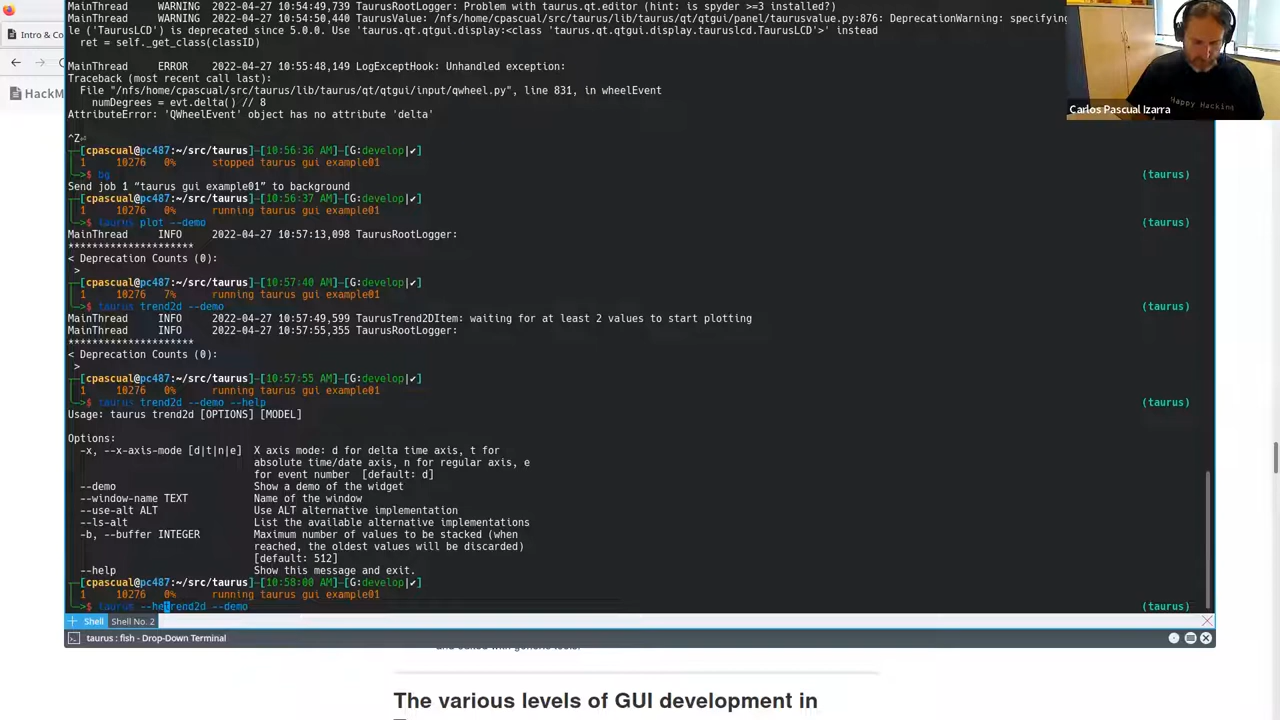 MainThread     WARNING  2022-04-27 10:54:49,739 TaurusRootLogger: Problem with taurus.qt.editor (hint: is spyder >=3 installed?)
MainThread     WARNING  2022-04-27 10:54:50,440 TaurusValue: /nfs/home/cpascual/src/taurus/lib/taurus/qt/qtgui/panel/taurusvalue.py:876: DeprecationWarning: specifying
le ('TaurusLCD') is deprecated since 5.0.0. Use 'taurus.qt.qtgui.display:<class 'taurus.qt.qtgui.display.tauruslcd.TaurusLCD'>' instead
  ret = self._get_class(classID)
MainThread     ERROR    2022-04-27 10:55:48,149 LogExceptHook: Unhandled exception:
Traceback (most recent call last):
  File "/nfs/home/cpascual/src/taurus/lib/taurus/qt/qtgui/input/qwheel.py", line 831, in wheelEvent
    numDegrees = evt.delta() // 8
AttributeError: 'QWheelEvent' object has no attribute 'delta'
^Z⏎
[cpascual@pc487:~/src/taurus]-[10:56:36 AM]-[G:develop|✔]
1     10276   0%      stopped taurus gui example01
->$ bg (taurus)
Send job 1 “taurus gui example01” to background
[cpascual@pc487:~/src/taurus]-[10:56:37 AM]-[G:develop|✔]
1     10276   0%      running taurus gui example01
->$ taurus plot --demo (taurus)
MainThread     INFO     2022-04-27 10:57:13,098 TaurusRootLogger:
*********************
< Deprecation Counts (0):
 >
[cpascual@pc487:~/src/taurus]-[10:57:40 AM]-[G:develop|✔]
1     10276   7%      running taurus gui example01
->$ taurus trend2d --demo (taurus)
MainThread     INFO     2022-04-27 10:57:49,599 TaurusTrend2DItem: waiting for at least 2 values to start plotting
MainThread     INFO     2022-04-27 10:57:55,355 TaurusRootLogger:
*********************
< Deprecation Counts (0):
 >
[cpascual@pc487:~/src/taurus]-[10:57:55 AM]-[G:develop|✔]
1     10276   0%      running taurus gui example01
->$ taurus trend2d --demo --help (taurus)
Usage: taurus trend2d [OPTIONS] [MODEL]
Options:
  -x, --x-axis-mode [d|t|n|e]  X axis mode: d for delta time axis, t for
absolute time/date axis, n for regular axis, e
for event number  [default: d]
  --demo                       Show a demo of the widget
  --window-name TEXT           Name of the window
  --use-alt ALT                Use ALT alternative implementation
  --ls-alt                     List the available alternative implementations
  -b, --buffer INTEGER         Maximum number of values to be stacked (when
reached, the oldest values will be discarded)
[default: 512]
  --help                       Show this message and exit.
[cpascual@pc487:~/src/taurus]-[10:58:00 AM]-[G:develop|✔]
1     10276   0%      running taurus gui example01
->$ taurus --hetrend2d --demo (taurus)
Shell   Shell No. 2
taurus : fish - Drop-Down Terminal
Intro & Co
HackM
Carlos Pascual Izarra
Happy Hacking
The various levels of GUI development in